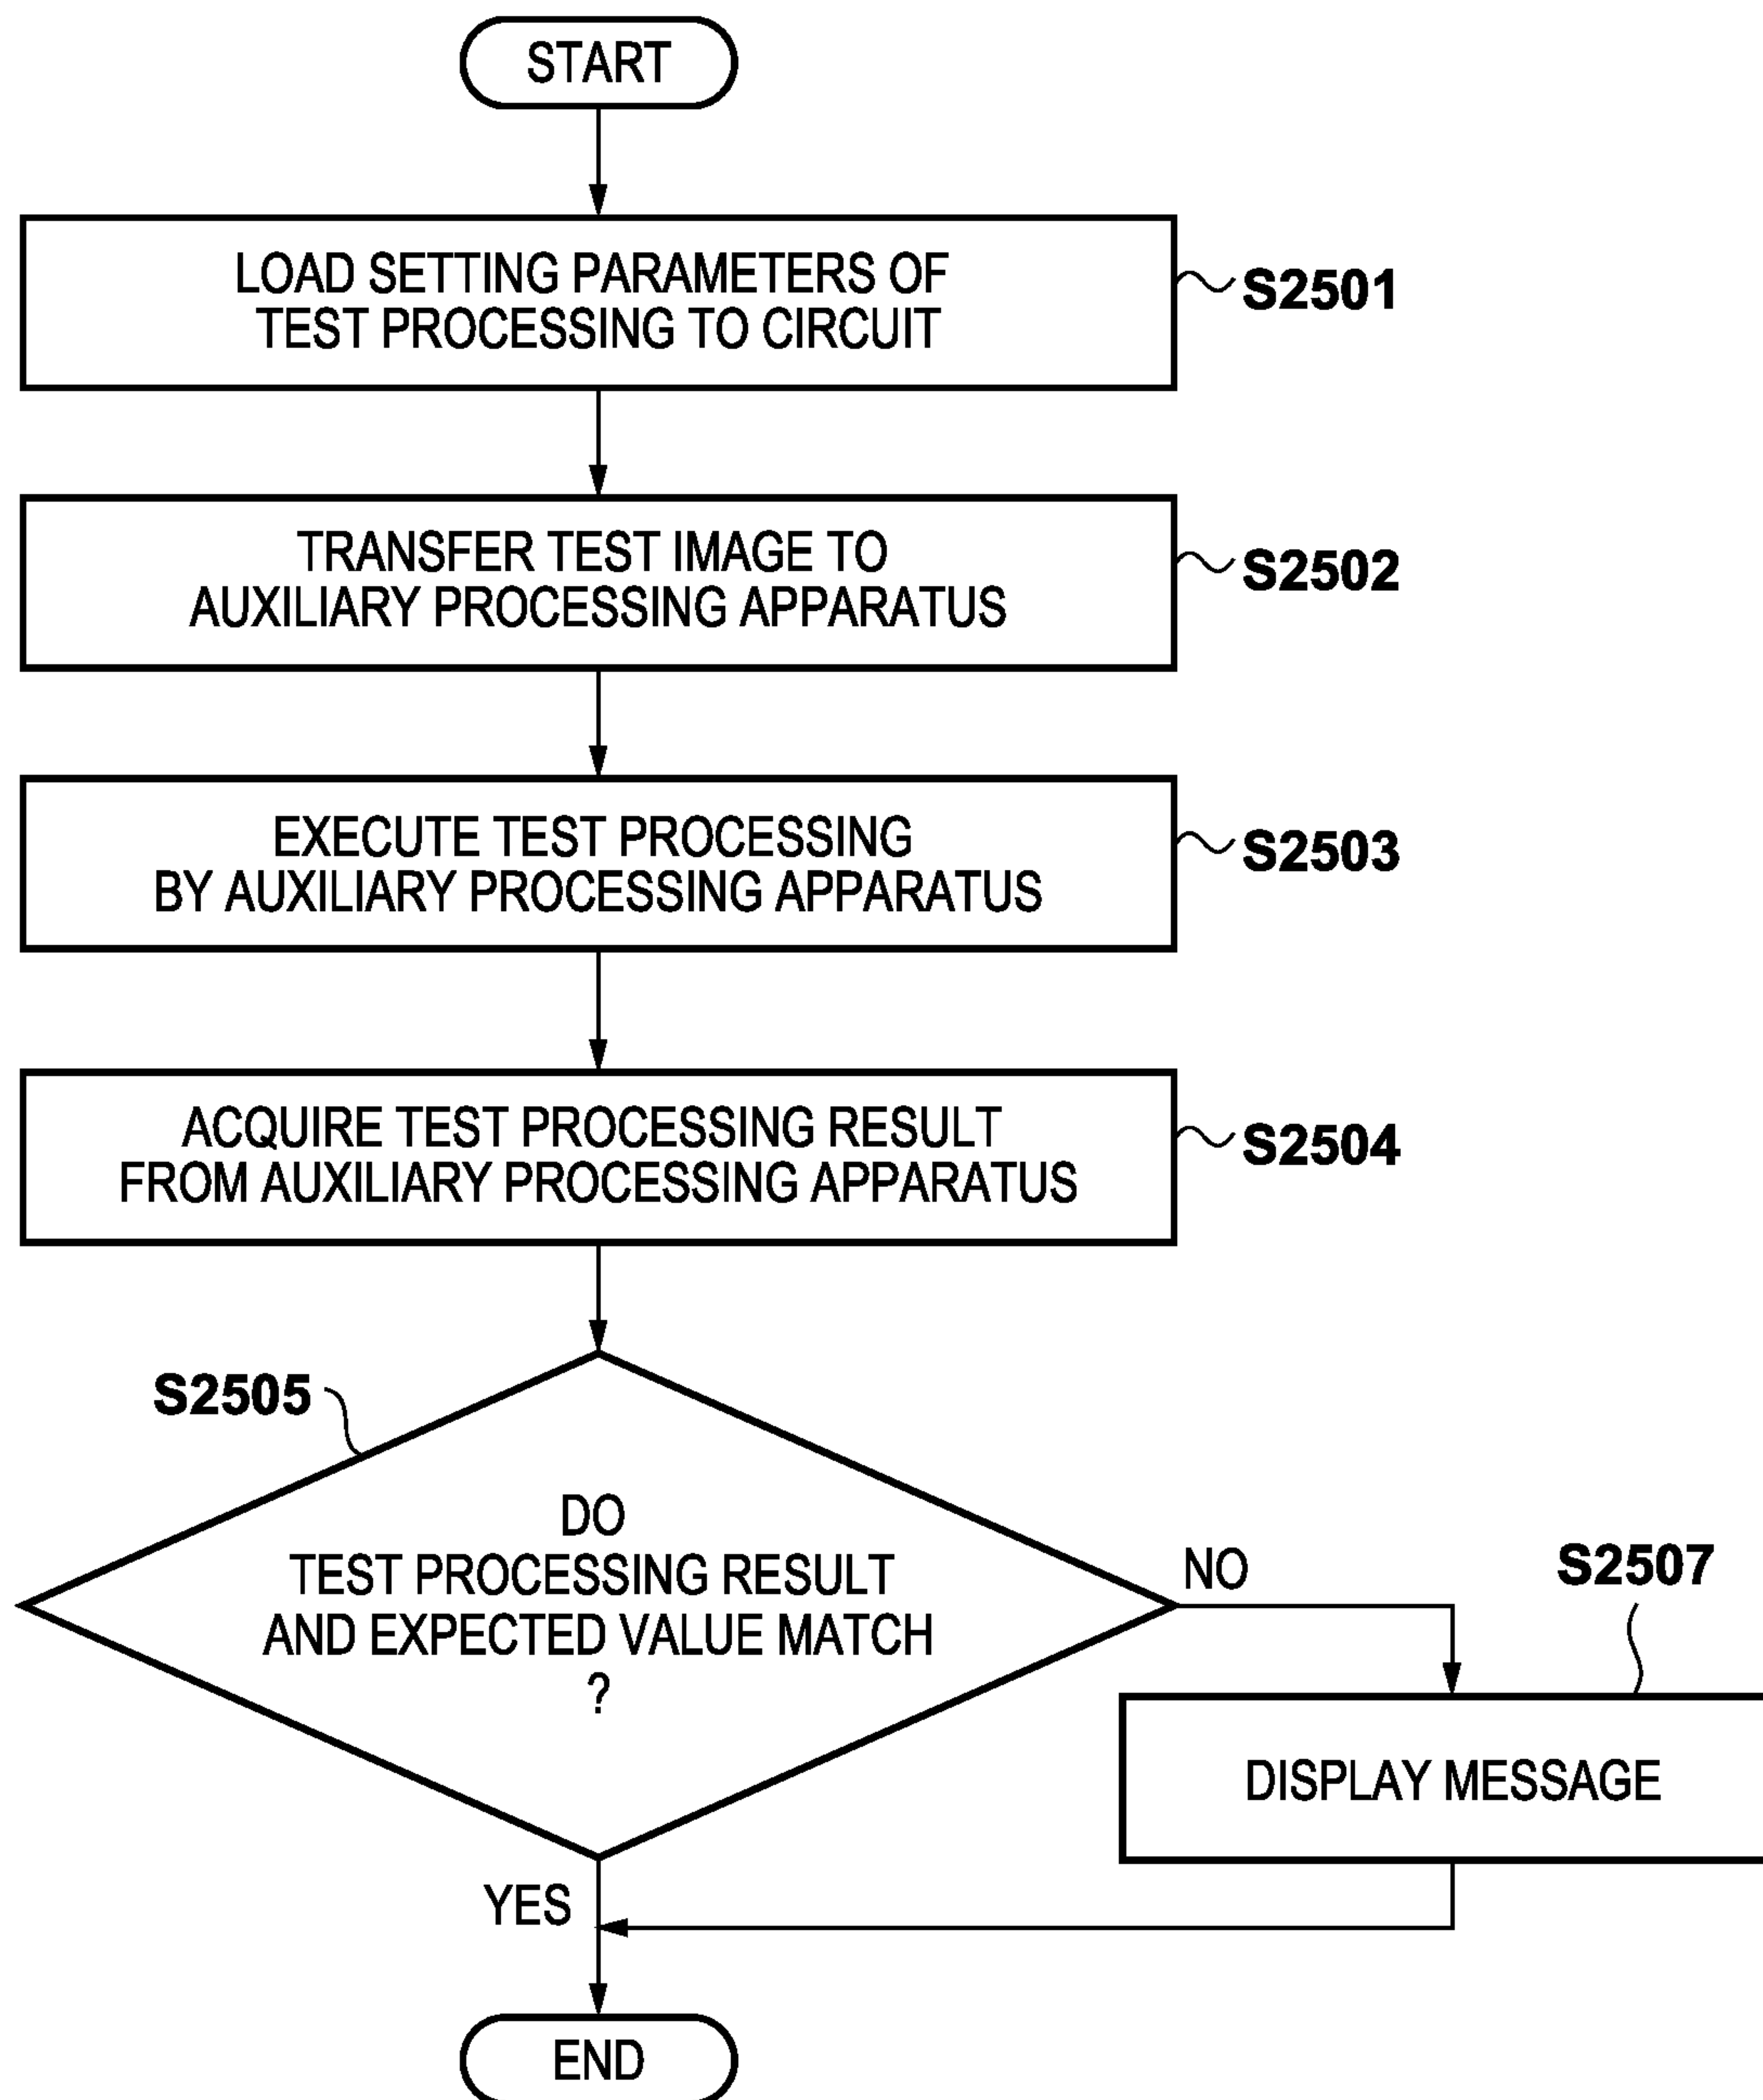 START
LOAD SETTING PARAMETERS OF
TEST PROCESSING TO CIRCUIT
S2501
TRANSFER TEST IMAGE TO
AUXILIARY PROCESSING APPARATUS
S2502
EXECUTE TEST PROCESSING
BY AUXILIARY PROCESSING APPARATUS
S2503
ACQUIRE TEST PROCESSING RESULT
FROM AUXILIARY PROCESSING APPARATUS
S2504
S2505
DO
TEST PROCESSING RESULT
AND EXPECTED VALUE MATCH
?
NO
S2507
DISPLAY MESSAGE
YES
END